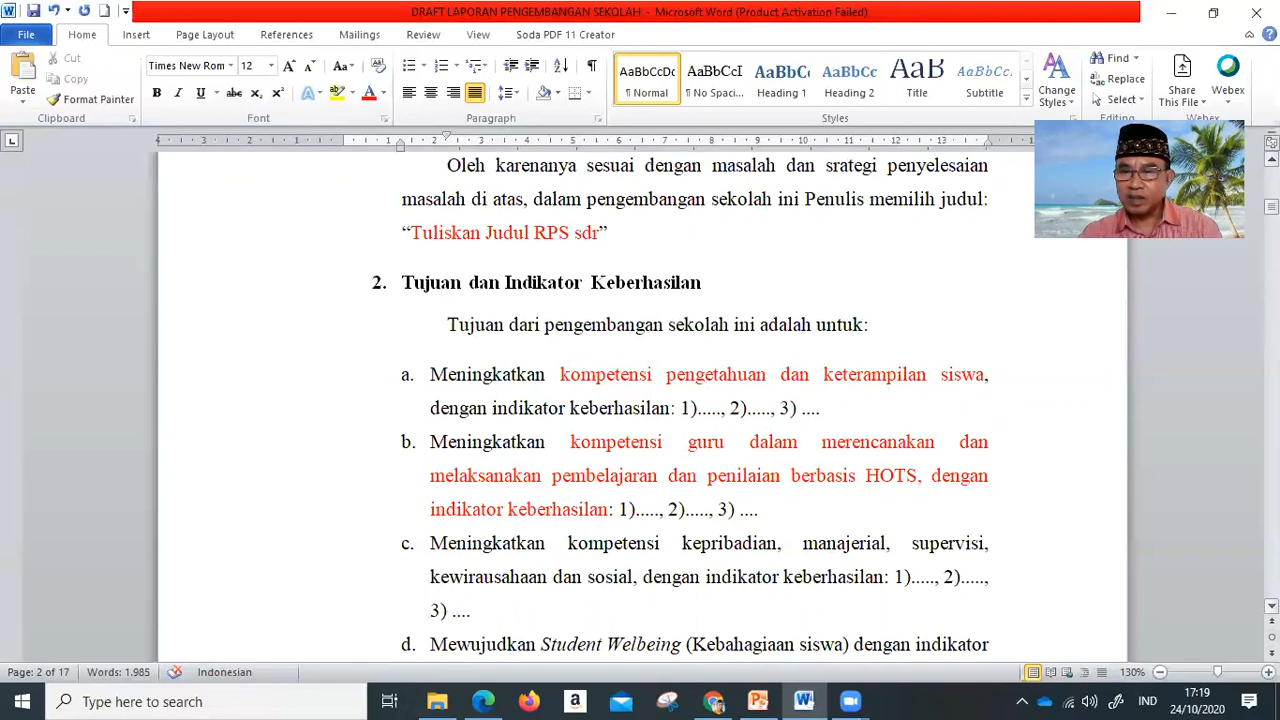 DRAFT LAPORAN PENGEMBANGAN SEKOLAH - Microsoft Word (Product Activation Failed)
File Home Insert Page Layout References Mailings Review View Soda PDF 11 Creator
Paste
Cut
Copy
Format Painter
Clipboard
Times New Rom 12
Font
Paragraph
AaBbCcDc AaBbCcI AaBbCc AaBbCc AaB AaBbCcI
¶ Normal ¶ No Spaci... Heading 1 Heading 2 Title Subtitle
Styles
Change Styles
Find
Replace
Select
Editing
Share This File
Webex
Webex
Oleh karenanya sesuai dengan masalah dan srategi penyelesaian
masalah di atas, dalam pengembangan sekolah ini Penulis memilih judul:
“Tuliskan Judul RPS sdr”
2. Tujuan dan Indikator Keberhasilan
Tujuan dari pengembangan sekolah ini adalah untuk:
a. Meningkatkan kompetensi pengetahuan dan keterampilan siswa,
dengan indikator keberhasilan: 1)....., 2)....., 3) ....
b. Meningkatkan kompetensi guru dalam merencanakan dan
melaksanakan pembelajaran dan penilaian berbasis HOTS, dengan
indikator keberhasilan: 1)....., 2)....., 3) ....
c. Meningkatkan kompetensi kepribadian, manajerial, supervisi,
kewirausahaan dan sosial, dengan indikator keberhasilan: 1)....., 2).....,
3) ....
d. Mewujudkan Student Welbeing (Kebahagiaan siswa) dengan indikator
Page: 2 of 17 Words: 1.985 Indonesian 130%
Type here to search
IND
17:19
24/10/2020